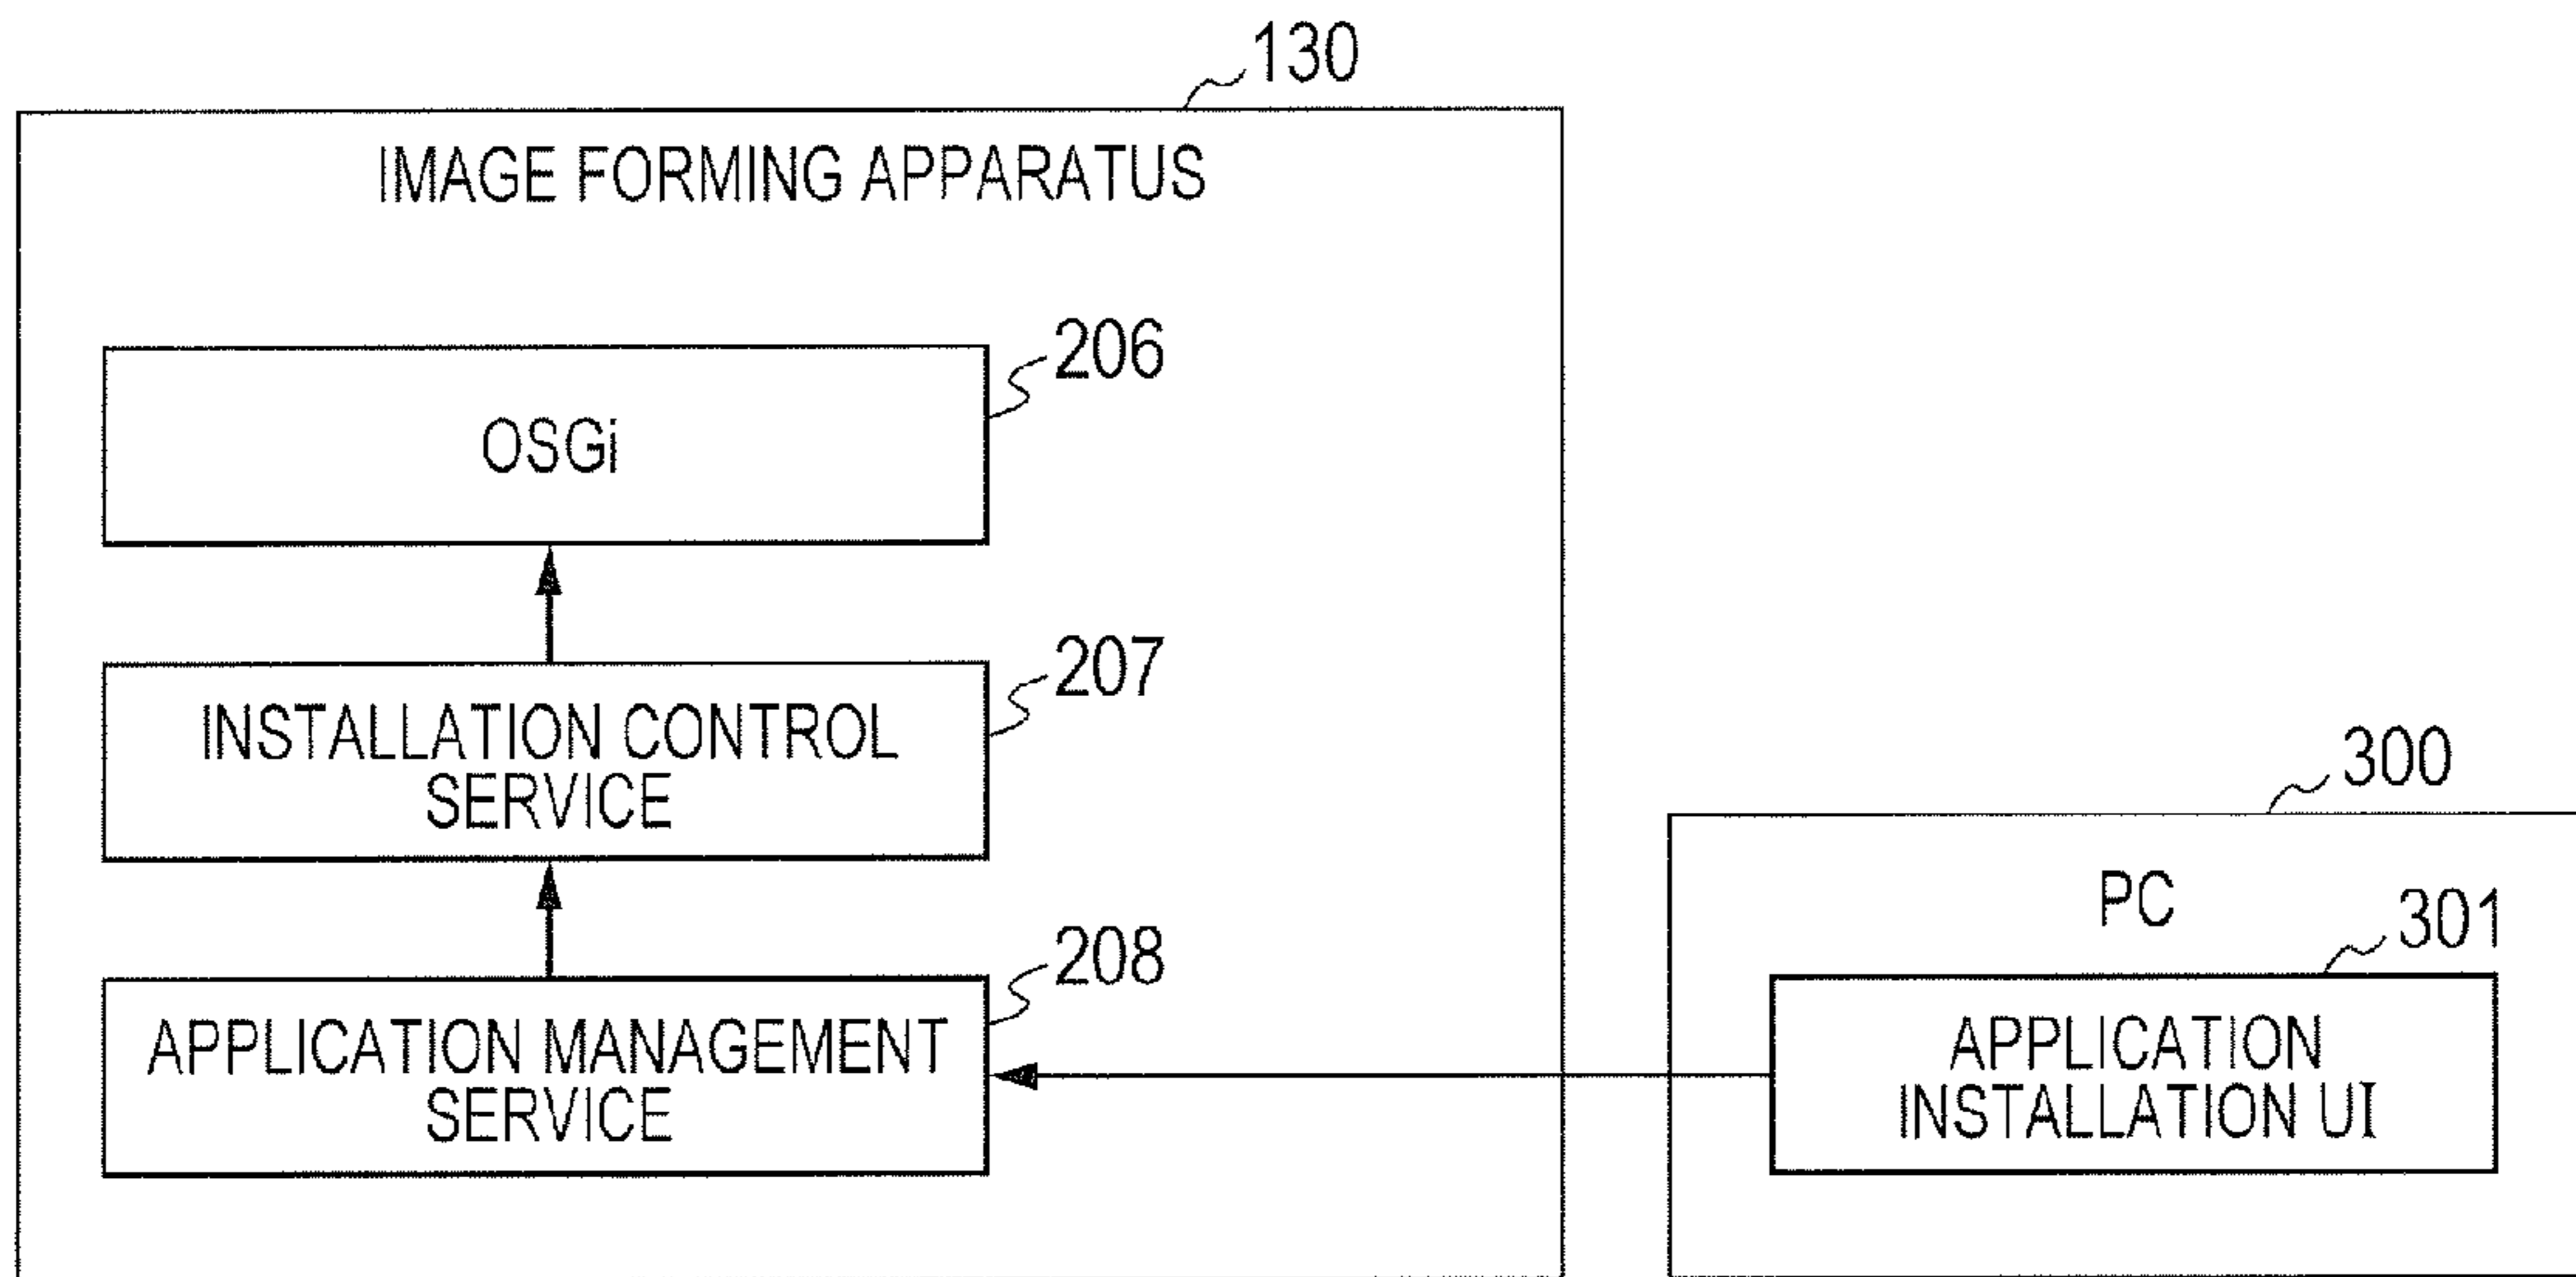 130
IMAGE FORMING APPARATUS
206
OSGi
207
INSTALLATION CONTROL
SERVICE
208
APPLICATION MANAGEMENT
SERVICE
300
PC
301
APPLICATION
INSTALLATION UI